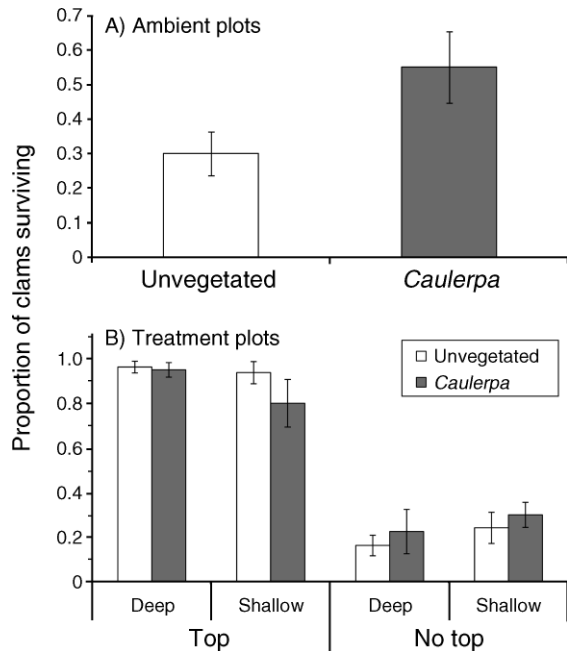 Proportion of clams surviving
A) Ambient plots
0.7
0.6
0.5
0.4
0.3
0.2
0.1
0
Unvegetated
Caulerpa
B) Treatment plots
Unvegetated
Caulerpa
1.0
0.8
0.6
0.4
0.2
0
Deep
Shallow
Deep
Shallow
Top
No top